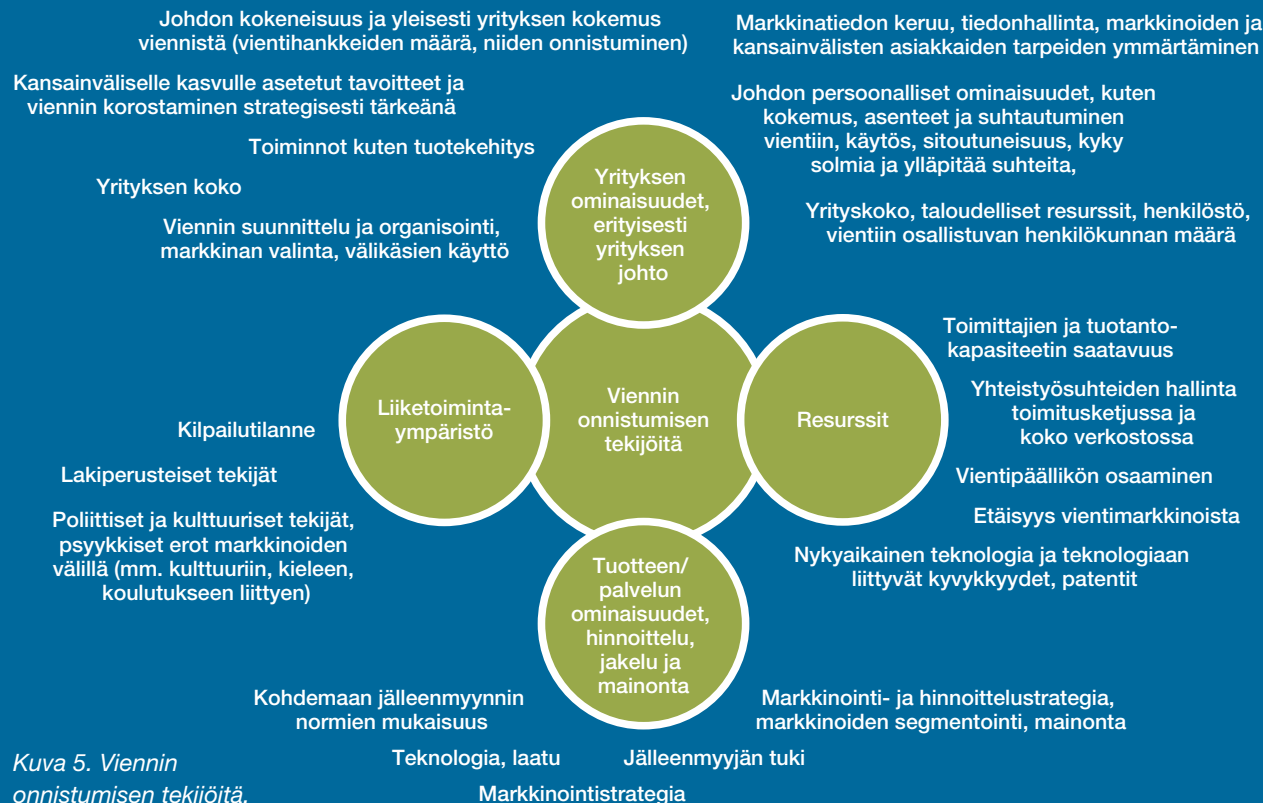 Johdon kokeneisuus ja yleisesti yrityksen kokemus
viennistä (vientihankkeiden määrä, niiden onnistuminen)
Kansainväliselle kasvulle asetetut tavoitteet ja
viennin korostaminen strategisesti tärkeänä
Toiminnot kuten tuotekehitys
Yrityksen koko
Viennin suunnittelu ja organisointi,
markkinan valinta, välikäsien käyttö
Markkinatiedon keruu, tiedonhallinta, markkinoiden ja
kansainvälisten asiakkaiden tarpeiden ymmärtäminen
Johdon persoonalliset ominaisuudet, kuten
kokemus, asenteet ja suhtautuminen
vientiin, käytös, sitoutuneisuus, kyky
solmia ja ylläpitää suhteita,
Yrityskoko, taloudelliset resurssit, henkilöstö,
vientiin osallistuvan henkilökunnan määrä
Yrityksen
ominaisuudet,
erityisesti
yrityksen
johto
Liiketoiminta-
ympäristö
Viennin
onnistumisen
tekijöitä
Resurssit
Toimittajien ja tuotanto-
kapasiteetin saatavuus
Yhteistyösuhteiden hallinta
toimitusketjussa ja
koko verkostossa
Vientipäällikön osaaminen
Etäisyys vientimarkkinoista
Nykyaikainen teknologia ja teknologiaan
liittyvät kyvykkyydet, patentit
Kilpailutilanne
Lakiperusteiset tekijät
Poliittiset ja kulttuuriset tekijät,
psyykkiset erot markkinoiden
välillä (mm. kulttuuriin, kieleen,
koulutukseen liittyen)
Tuotteen/
palvelun
ominaisuudet,
hinnoittelu,
jakelu ja
mainonta
Kohdemaan jälleenmyynnin
normien mukaisuus
Markkinointi- ja hinnoittelustrategia,
markkinoiden segmentointi, mainonta
Teknologia, laatu
Jälleenmyyjän tuki
Markkinointistrategia
Kuva 5. Viennin
onnistumisen tekijöitä.